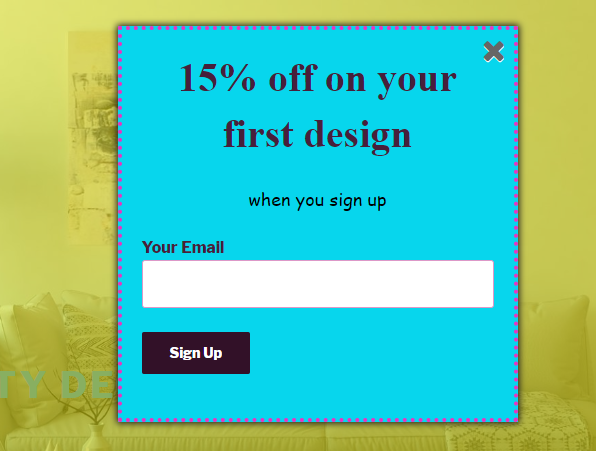 15% off on your
first design
when you sign up
Your Email
Sign Up
TY DE